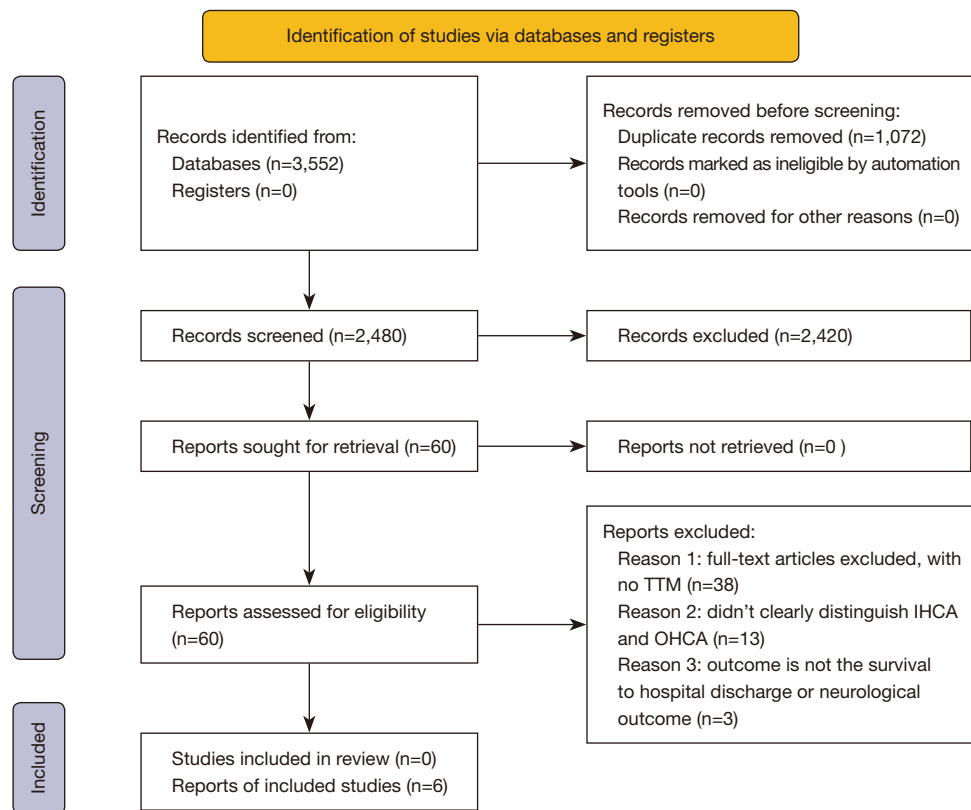 Identification of studies via databases and registers
Identification
Records identified from:
Databases (n=3,552)
Registers (n=0)
Records removed before screening:
Duplicate records removed (n=1,072)
Records marked as ineligible by automation
tools (n=0)
Records removed for other reasons (n=0)
Screening
Records screened (n=2,480)
Records excluded (n=2,420)
Reports sought for retrieval (n=60)
Reports not retrieved (n=0 )
Reports assessed for eligibility
(n=60)
Reports excluded:
Reason 1: full-text articles excluded, with
no TTM (n=38)
Reason 2: didn’t clearly distinguish IHCA
and OHCA (n=13)
Reason 3: outcome is not the survival
to hospital discharge or neurological
outcome (n=3)
Included
Studies included in review (n=0)
Reports of included studies (n=6)